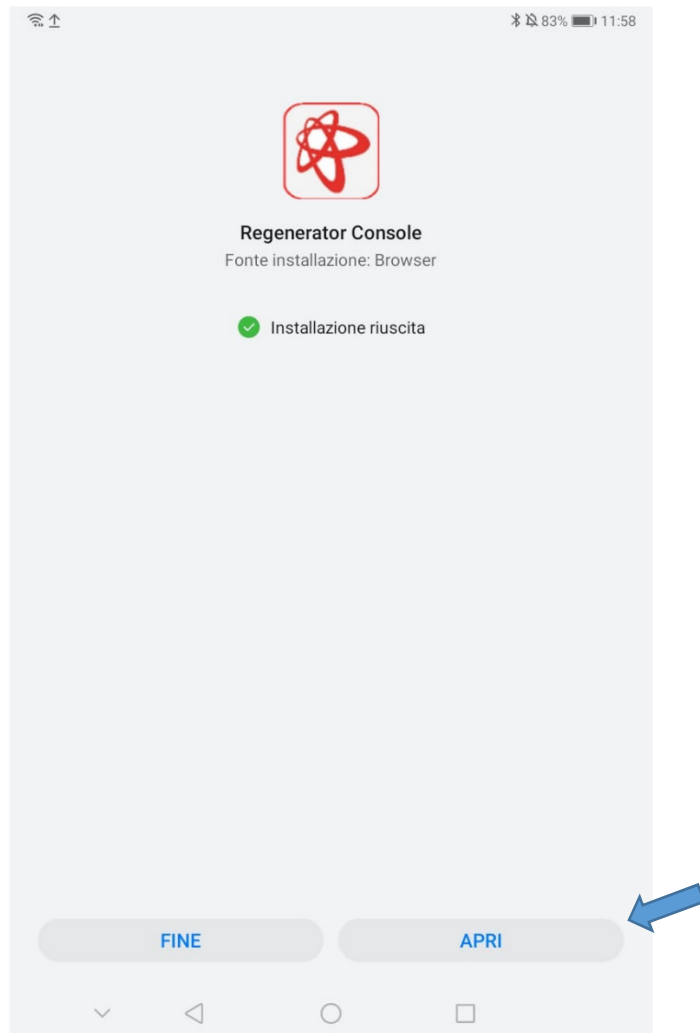 83% 11:58
Regenerator Console
Fonte installazione: Browser
Installazione riuscita
FINE APRI